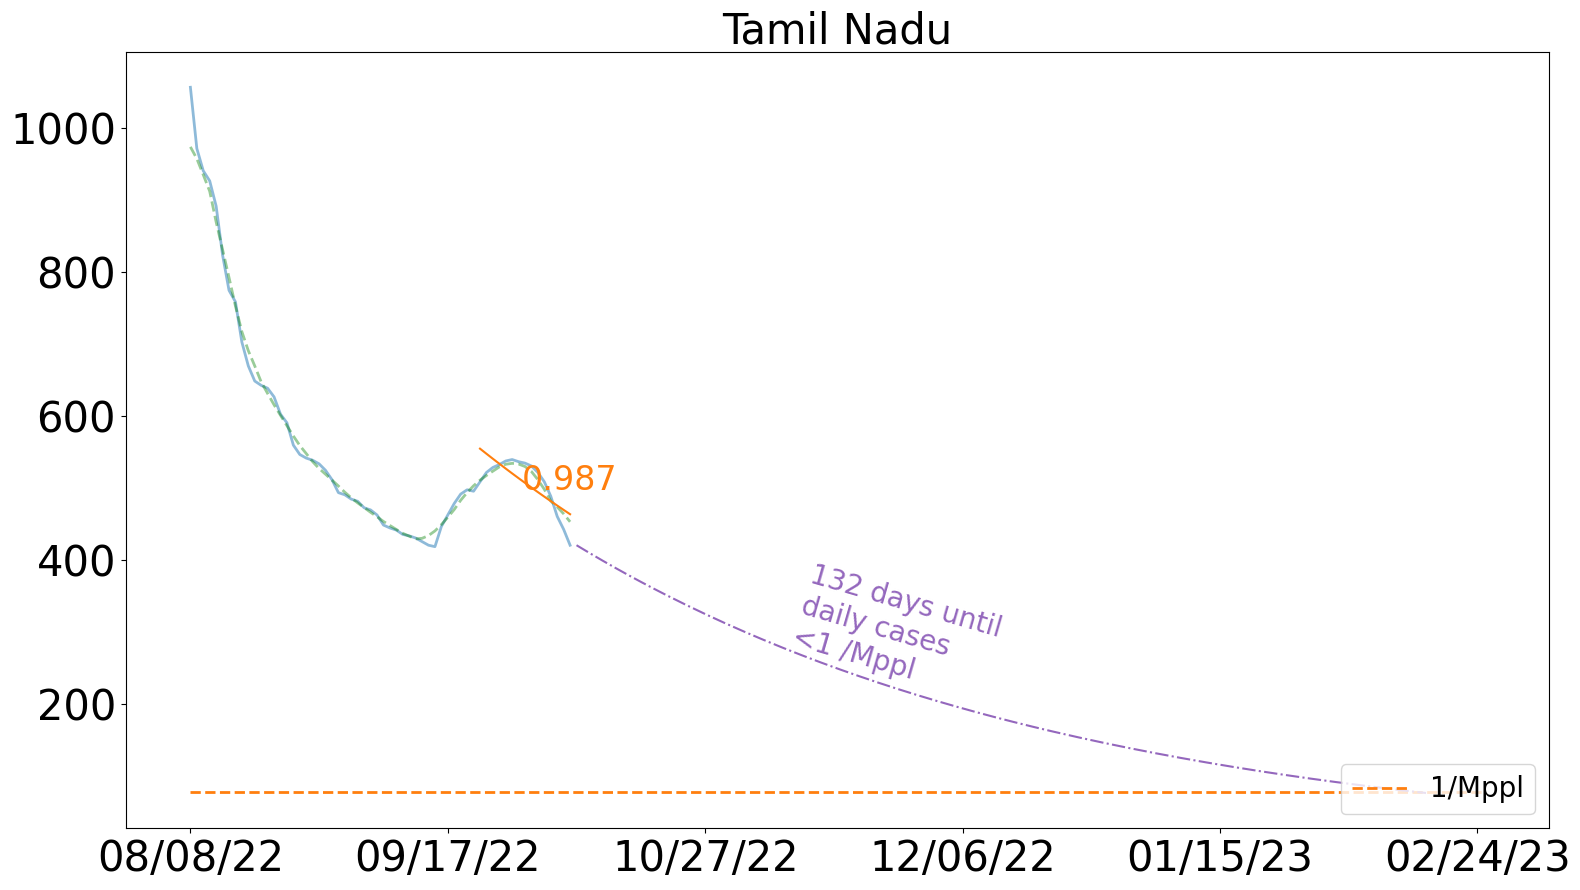 Tamil Nadu
1000
800
600
400
200
0.987
132 days until
daily cases
<1 /Mppl
1/Mppl
08/08/22
09/17/22
10/27/22
12/06/22
01/15/23
02/24/23